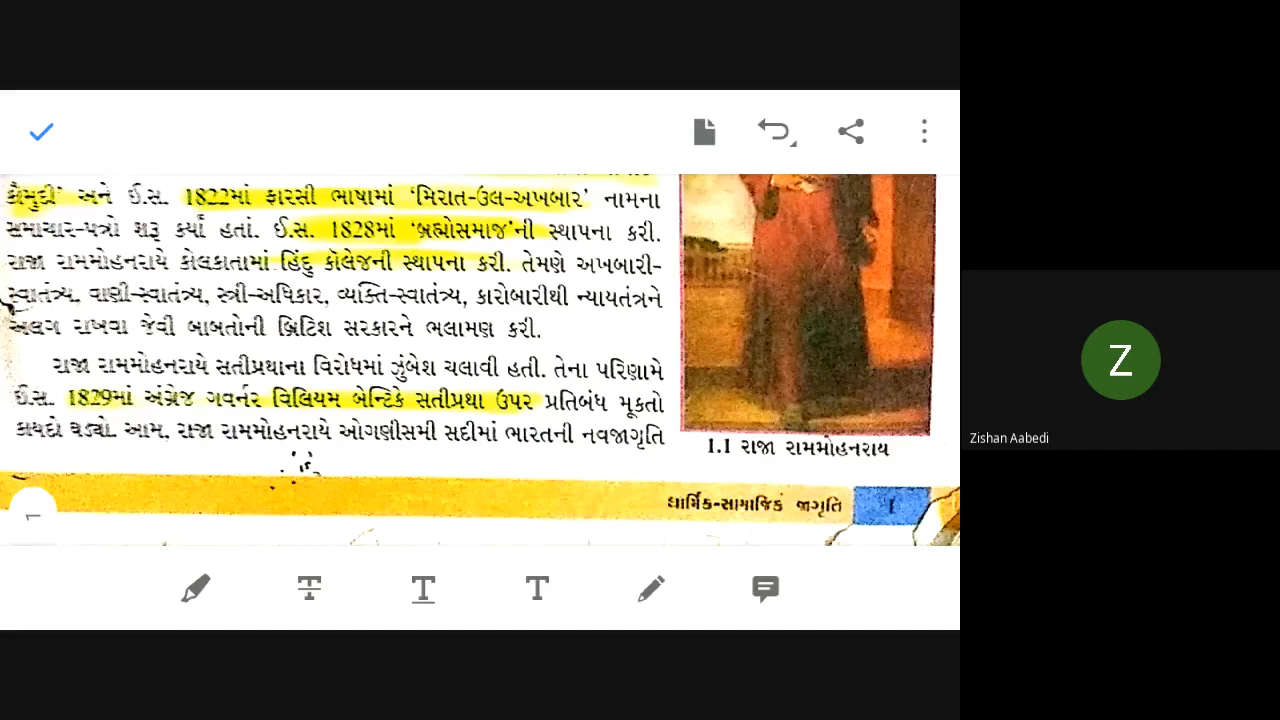 કૌમુદી' અને ઈ.સ. 1822માં ફારસી ભાષામાં 'મિરાત-ઉલ-અખબાર' નામના
સમાચાર-પત્રો શરૂ કર્યાં હતાં. ઈ.સ. 1828માં 'બ્રહ્મોસમાજ'ની સ્થાપના કરી.
રાજા રામમોહનરાયે કોલકાતામાં હિંદુ કૉલેજની સ્થાપના કરી. તેમણે અખબારી-
સ્વાતંત્ર્ય, વાણી-સ્વાતંત્ર્ય, સ્ત્રી-અધિકાર, વ્યક્તિ-સ્વાતંત્ર્ય, કારોબારીથી ન્યાયતંત્રને
અલગ રાખવા જેવી બાબતોની બ્રિટિશ સરકારને ભલામણ કરી.
રાજા રામમોહનરાયે સતીપ્રથાના વિરોધમાં ઝુંબેશ ચલાવી હતી. તેના પરિણામે
ઈ.સ. 1829માં અંગ્રેજ ગવર્નર વિલિયમ બેન્ટિકે સતીપ્રથા ઉપર પ્રતિબંધ મૂકતો
કાયદો ઘડ્યો. આમ, રાજા રામમોહનરાયે ઓગણીસમી સદીમાં ભારતની નવજાગૃતિ
1.1 રાજા રામમોહનરાય
ધાર્મિક-સામાજિક જાગૃતિ 1
Z
Zishan Aabedi